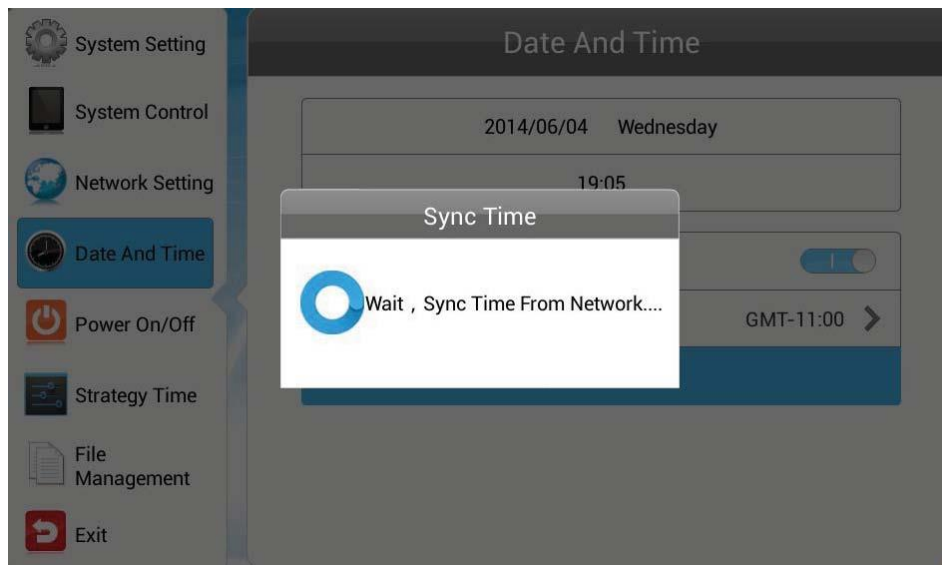 System Setting
System Control
Network Setting
Date And Time
Power On/Off
Strategy Time
File
Management
Exit
Date And Time
2014/06/04 Wednesday
19:05
Sync Time
Wait , Sync Time From Network....
GMT-11:00